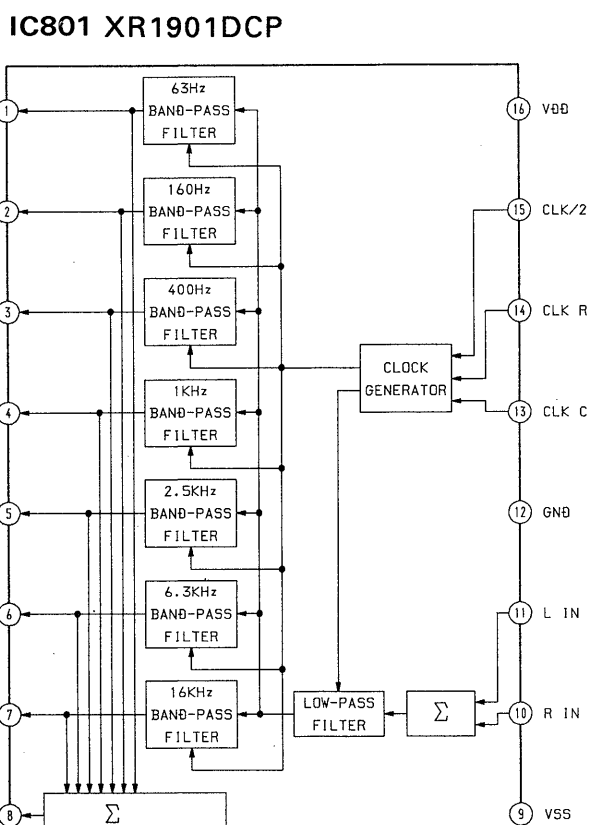 IC801 XR1901DCP
63Hz
BAND-PASS
FILTER
1
16 VDD
160Hz
BAND-PASS
FILTER
2
15 CLK/2
400Hz
BAND-PASS
FILTER
3
14 CLK R
CLOCK
GENERATOR
1KHz
BAND-PASS
FILTER
4
13 CLK C
2.5KHz
BAND-PASS
FILTER
5
12 GND
6.3KHz
BAND-PASS
FILTER
6
11 L IN
16KHz
BAND-PASS
FILTER
7
LOW-PASS
FILTER
Σ
10 R IN
8
Σ
9 VSS